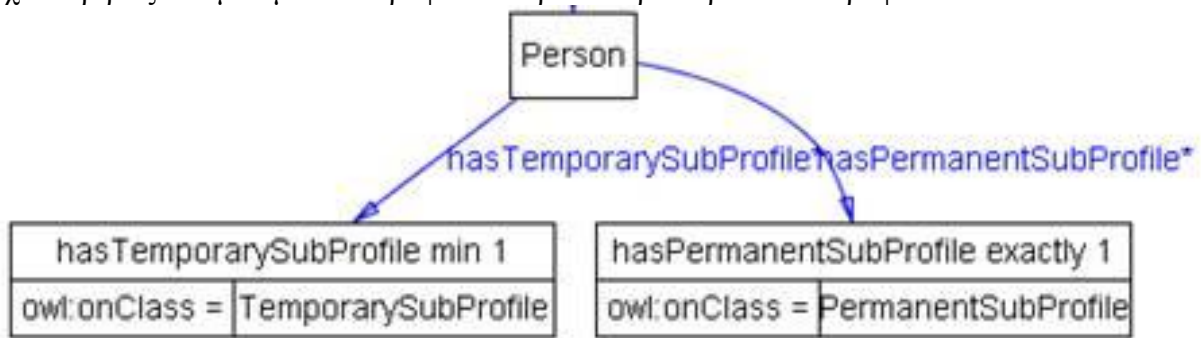 Person
hasTemporarySubProfile* hasPermanentSubProfile*
hasTemporarySubProfile min 1
owl:onClass = TemporarySubProfile
hasPermanentSubProfile exactly 1
owl:onClass = PermanentSubProfile